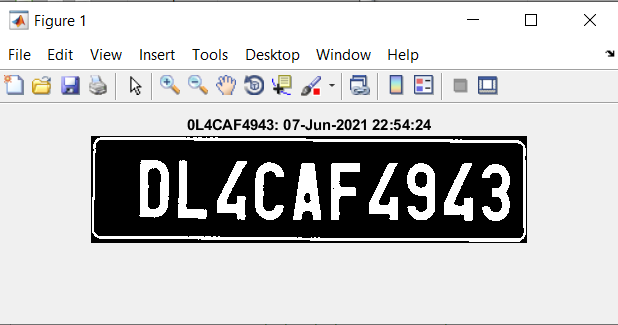 Figure 1
File Edit View Insert Tools Desktop Window Help
0L4CAF4943: 07-Jun-2021 22:54:24
DL4CAF4943